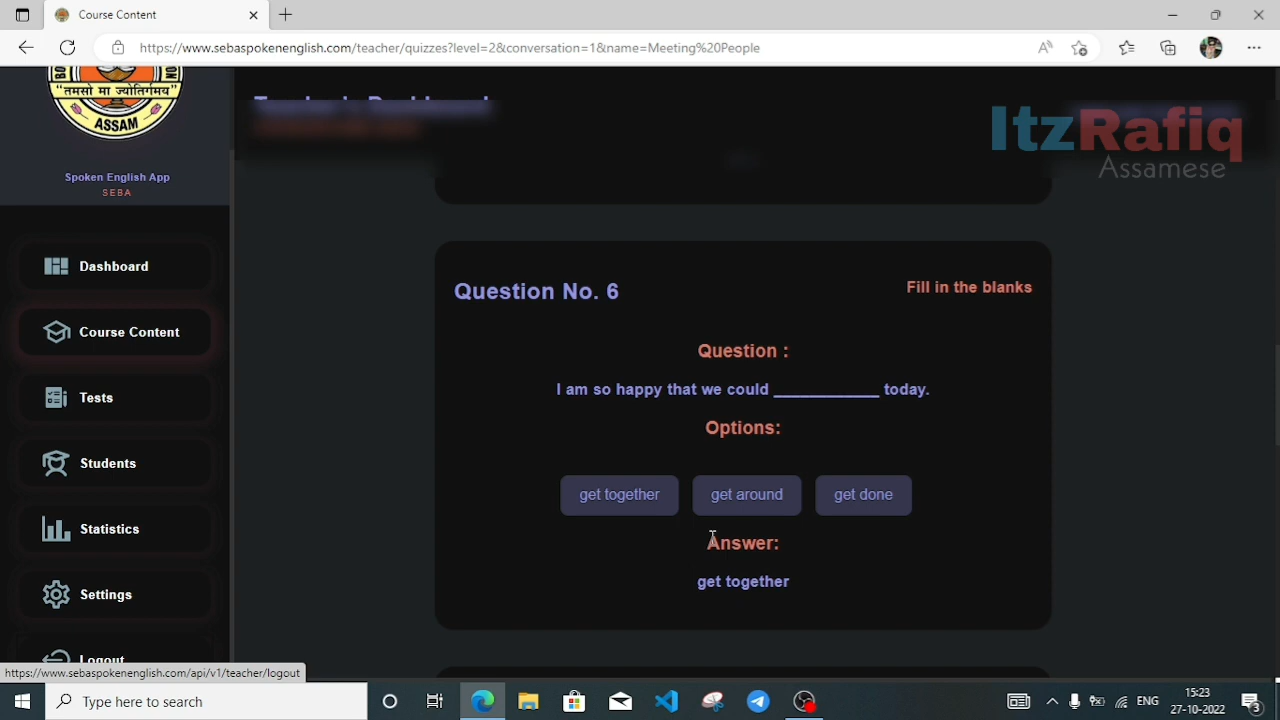 Course Content
https://www.sebaspokenenglish.com/teacher/quizzes?level=2&conversation=1&name=Meeting%20People
"तमसो मा ज्योतिर्गमय"
ASSAM
Spoken English App
SEBA
Dashboard
Course Content
Tests
Students
Statistics
Settings
Logout
ItzRafiq
Assamese
Question No. 6
Fill in the blanks
Question :
I am so happy that we could ____________ today.
Options:
get together
get around
get done
Answer:
get together
https://www.sebaspokenenglish.com/api/v1/teacher/logout
Type here to search
ENG
15:23
27-10-2022
3